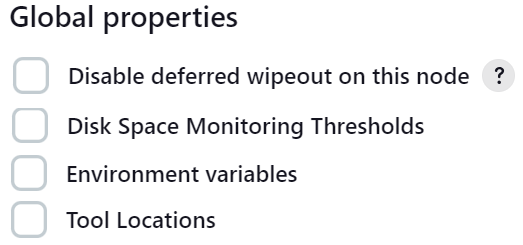 Global properties
Disable deferred wipeout on this node ?
Disk Space Monitoring Thresholds
Environment variables
Tool Locations